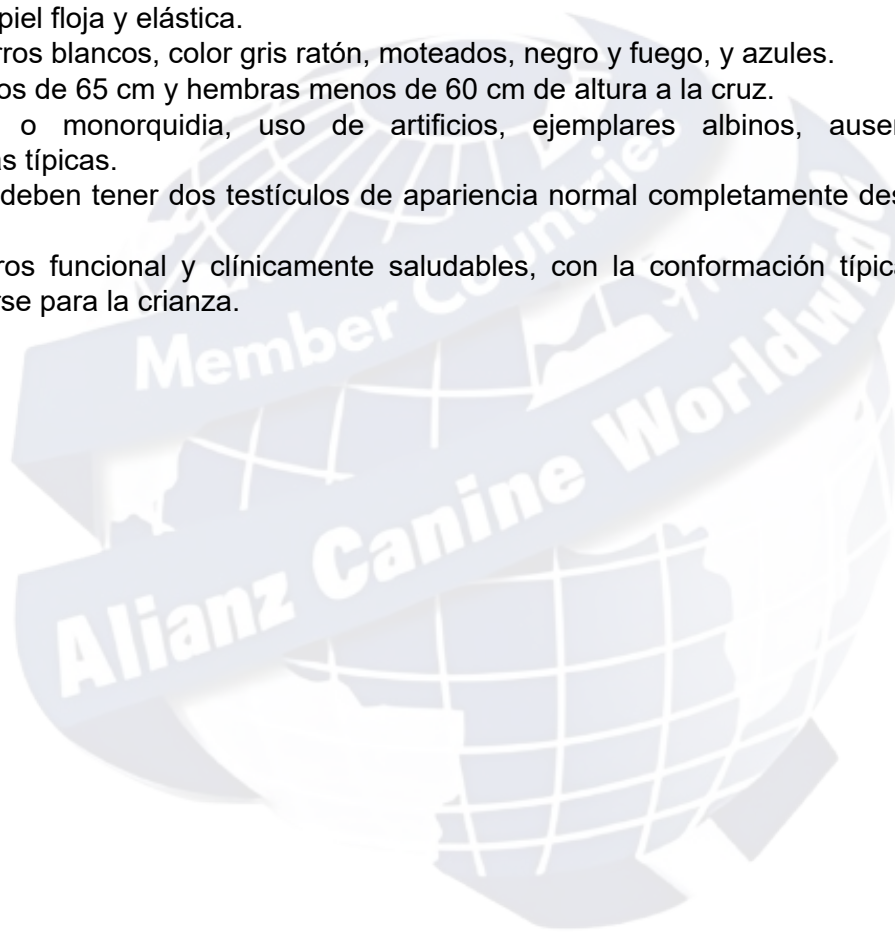 piel floja y elástica.
rros blancos, color gris ratón, moteados, negro y fuego, y azules.
os de 65 cm y hembras menos de 60 cm de altura a la cruz.
o monorquidia, uso de artificios, ejemplares albinos, ause
s típicas.
deben tener dos testículos de apariencia normal completamente des
ros funcional y clínicamente saludables, con la conformación típica
rse para la crianza.
Member Countries
Alianz Canine Worldwide